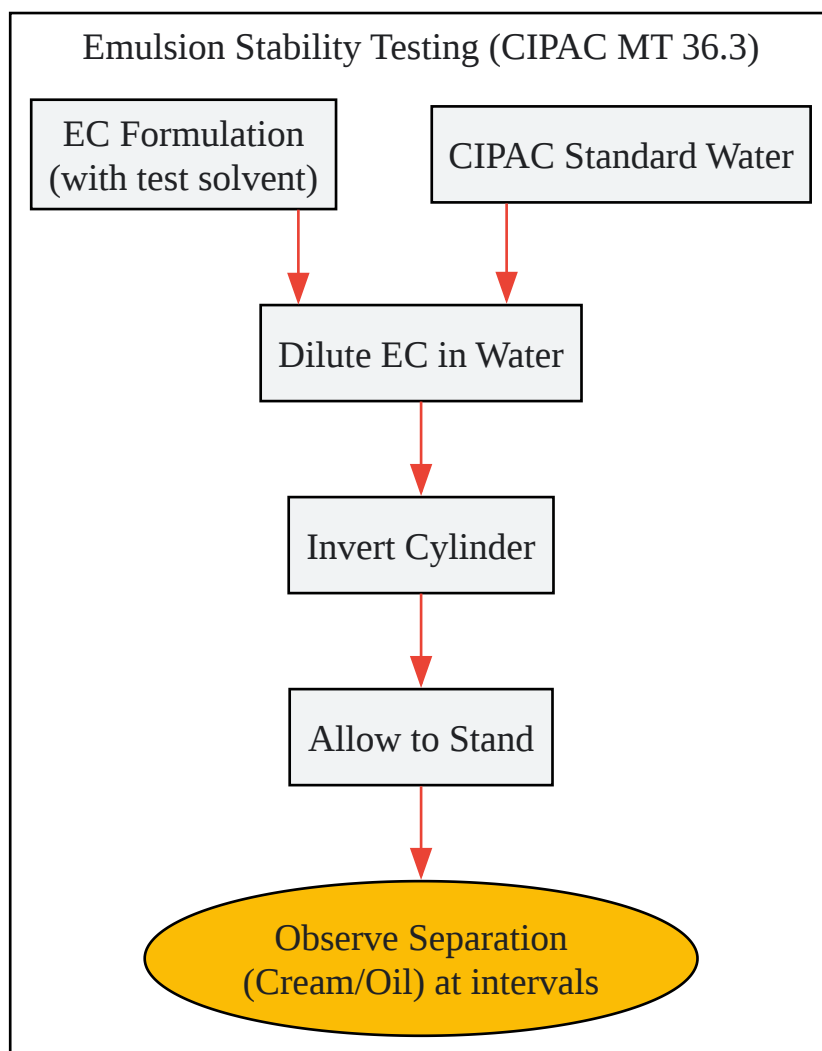 Emulsion Stability Testing (CIPAC MT 36.3)
EC Formulation
(with test solvent)
CIPAC Standard Water
Dilute EC in Water
Invert Cylinder
Allow to Stand
Observe Separation
(Cream/Oil) at intervals